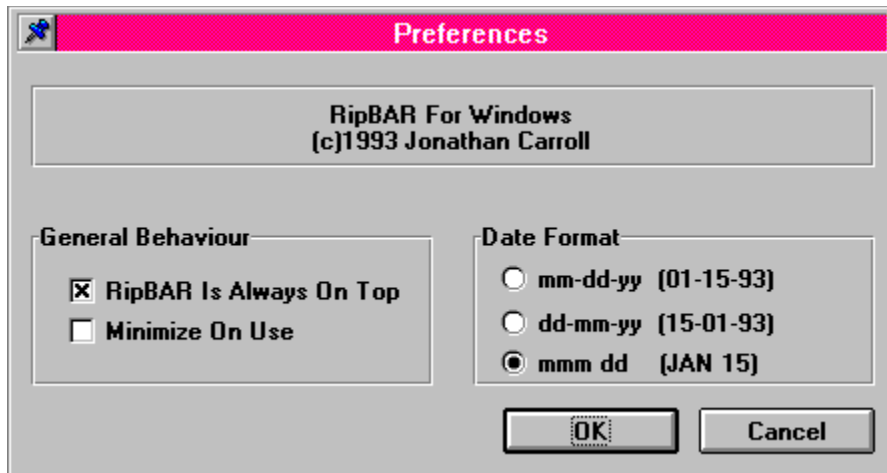 Preferences
RipBAR For Windows
(c)1993 Jonathan Carroll
General Behaviour
RipBAR Is Always On Top
Minimize On Use
Date Format
mm-dd-yy (01-15-93)
dd-mm-yy (15-01-93)
mmm dd (JAN 15)
OK
Cancel